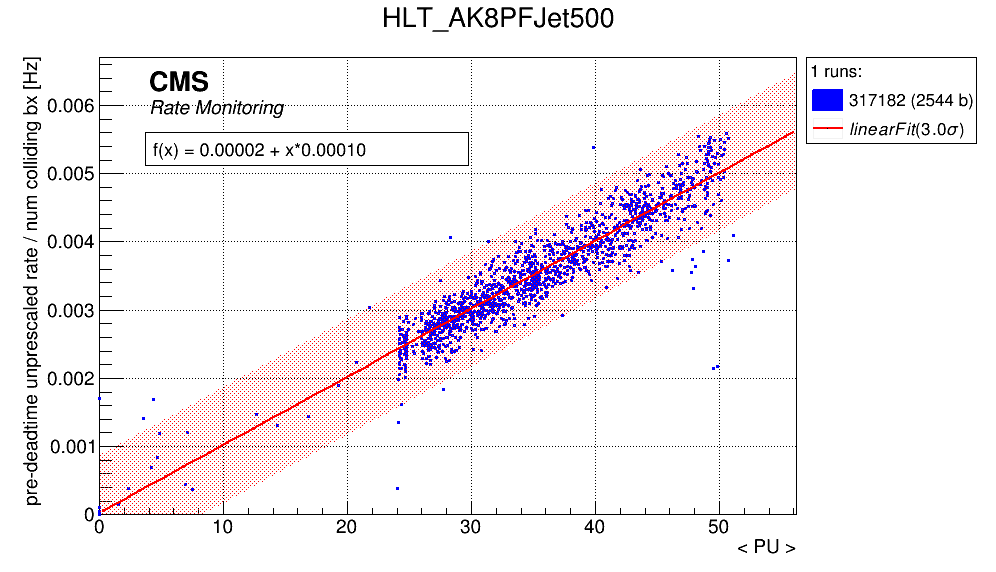 HLT_AK8PFJet500
pre-deadtime unprescaled rate / num colliding bx [Hz]
CMS
Rate Monitoring
f(x) = 0.00002 + x*0.00010
1 runs:
317182 (2544 b)
linearFit(3.0σ)
0.006
0.005
0.004
0.003
0.002
0.001
0
0 10 20 30 40 50
< PU >